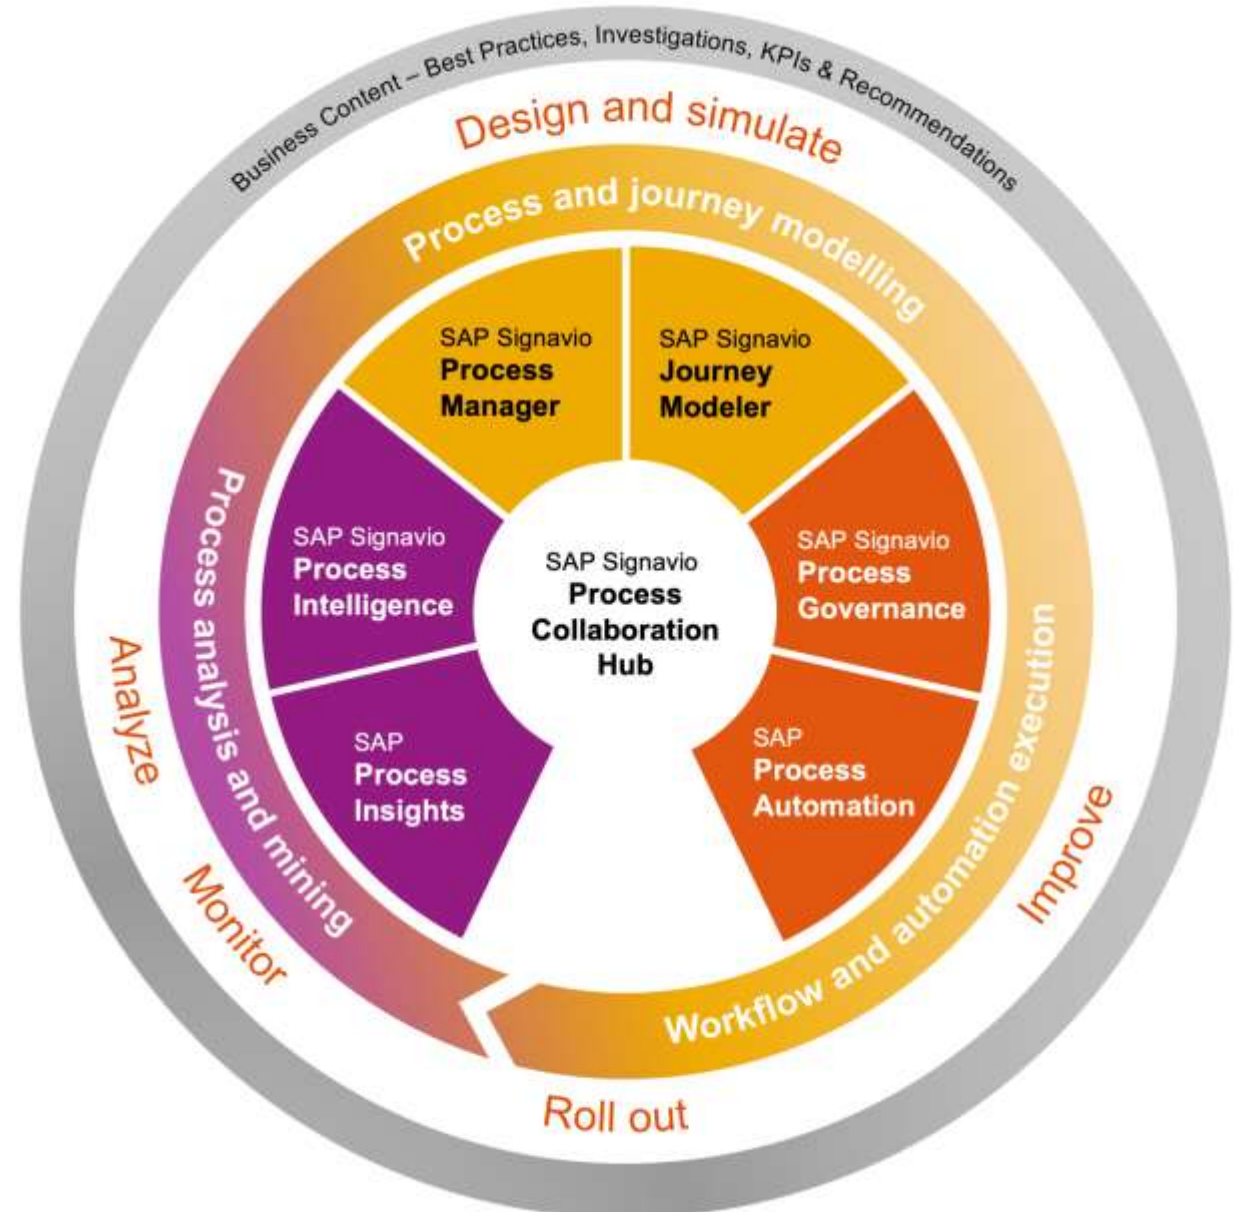 Business Content – Best Practices, Investigations, KPIs & Recommendations
Design and simulate
Process and journey modelling
SAP Signavio
Process
Manager
SAP Signavio
Journey
Modeler
SAP Signavio
Process
Intelligence
SAP Signavio
Process
Collaboration
Hub
SAP Signavio
Process
Governance
SAP
Process
Insights
SAP
Process
Automation
Process analysis and mining
Workflow and automation execution
Analyze
Monitor
Improve
Roll out